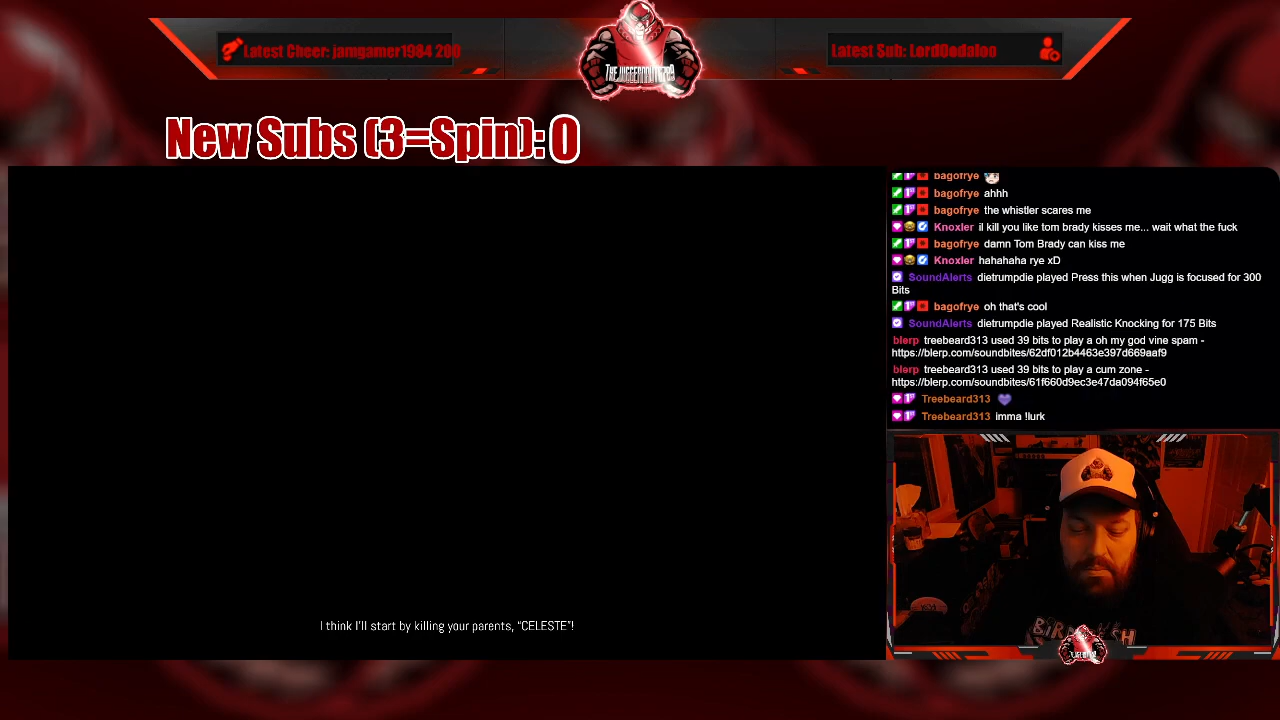 Latest Cheer: jamgamer1984 200
Latest Sub: LordOodaloo
New Subs (3=Spin): 0
bagofrye
bagofrye ahhh
bagofrye the whistler scares me
Knoxler il kill you like tom brady kisses me... wait what the fuck
bagofrye damn Tom Brady can kiss me
Knoxler hahahaha rye xD
SoundAlerts dietrumpdie played Press this when Jugg is focused for 300
Bits
bagofrye oh that's cool
SoundAlerts dietrumpdie played Realistic Knocking for 175 Bits
blerp treebeard313 used 39 bits to play a oh my god vine spam -
https://blerp.com/soundbites/62df012b4463e397d669aaf9
blerp treebeard313 used 39 bits to play a cum zone -
https://blerp.com/soundbites/61f660d9ec3e47da094f65e0
Treebeard313
Treebeard313 imma !lurk
I think I'll start by killing your parents, “CELESTE”!